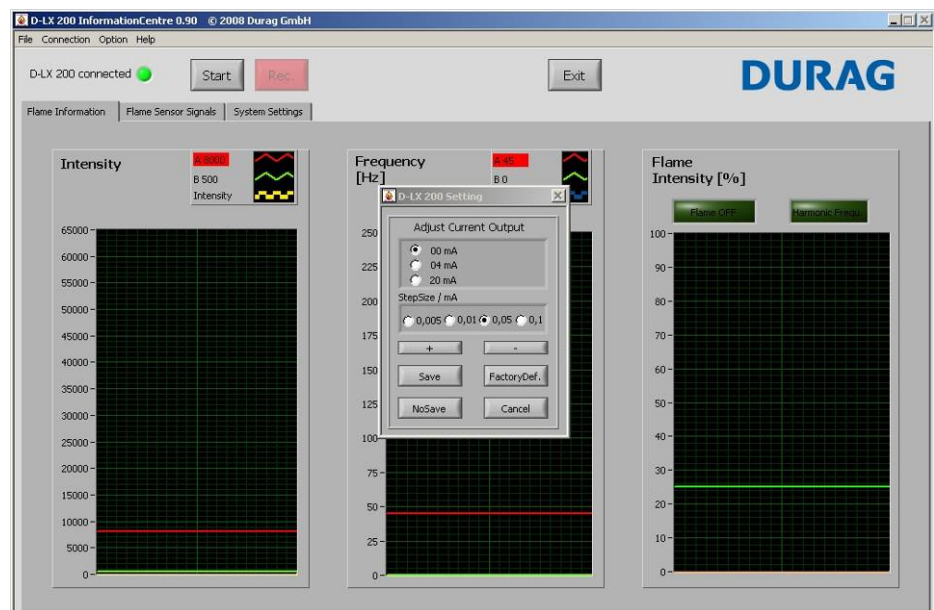 D-LX 200 InformationCentre 0.90 © 2008 Durag GmbH
File Connection Option Help
D-LX 200 connected
Start
Rec.
Exit
DURAG
Flame Information
Flame Sensor Signals
System Settings
Intensity
A 8000
B 500
Intensity
65000
60000
55000
50000
45000
40000
35000
30000
25000
20000
15000
10000
5000
0
Frequency
[Hz]
A 45
B 0
250
225
200
175
150
125
100
75
50
25
0
D-LX 200 Setting
Adjust Current Output
00 mA
04 mA
20 mA
StepSize / mA
0,005 0,01 0,05 0,1
+ -
Save FactoryDef.
NoSave Cancel
Flame
Intensity [%]
Flame OFF
Harmonic Frequ.
100
90
80
70
60
50
40
30
20
10
0